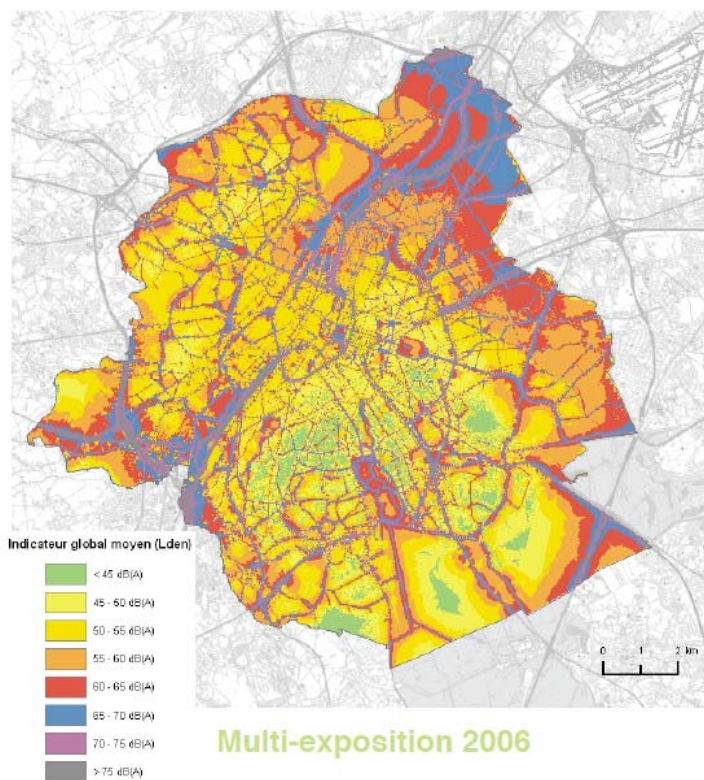 Indicateur global moyen (Lden)
< 45 dB(A)
45 - 50 dB(A)
50 - 55 dB(A)
55 - 60 dB(A)
60 - 65 dB(A)
65 - 70 dB(A)
70 - 75 dB(A)
> 75 dB(A)
0 1 2 km
Multi-exposition 2006